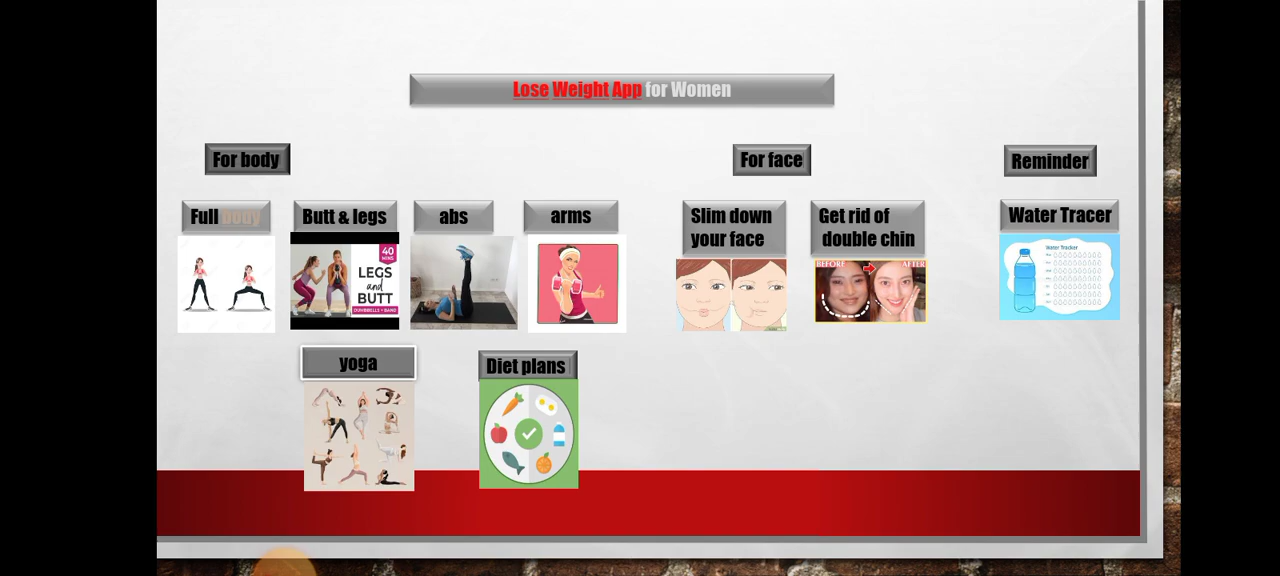 Lose Weight App for Women
For body
For face
Reminder
Full Body
Butt & legs
abs
arms
Slim down
your face
Get rid of
double chin
Water Tracer
40
MINS
LEGS
and
BUTT
DUMBBELLS + BAND
BEFORE
AFTER
Water Tracker
yoga
Diet plans